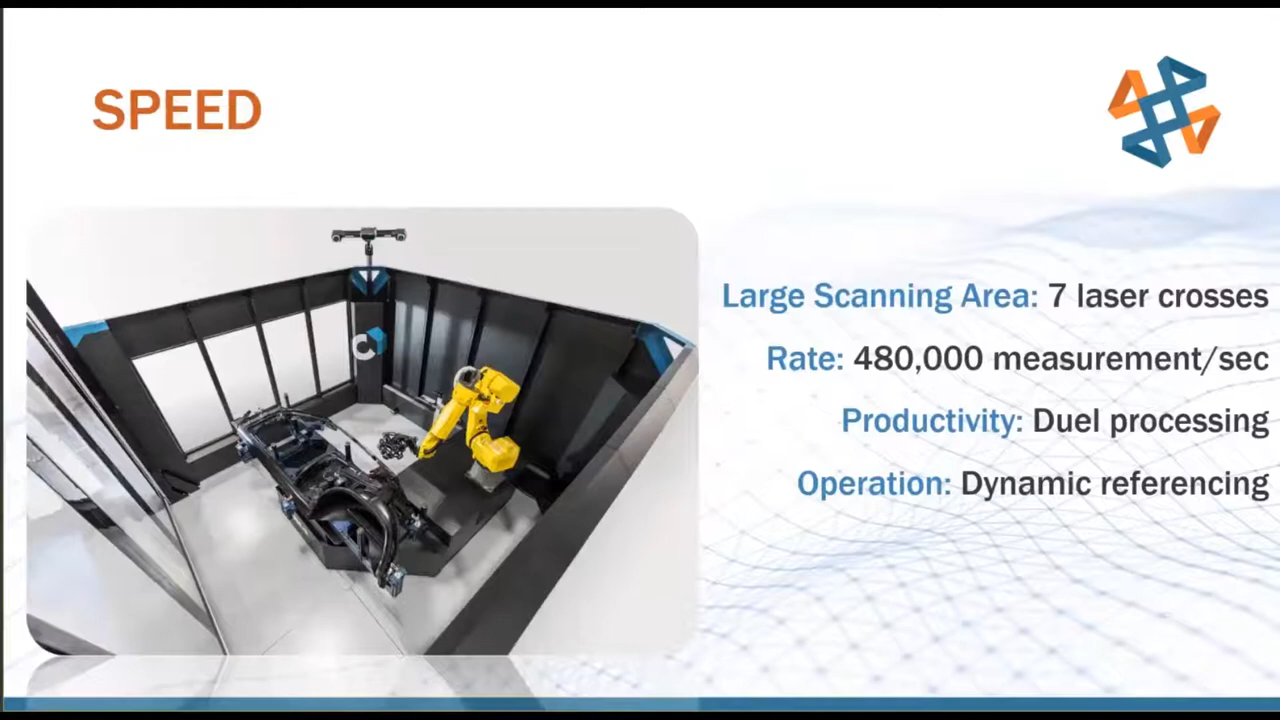 SPEED
Large Scanning Area: 7 laser crosses
Rate: 480,000 measurement/sec
Productivity: Duel processing
Operation: Dynamic referencing